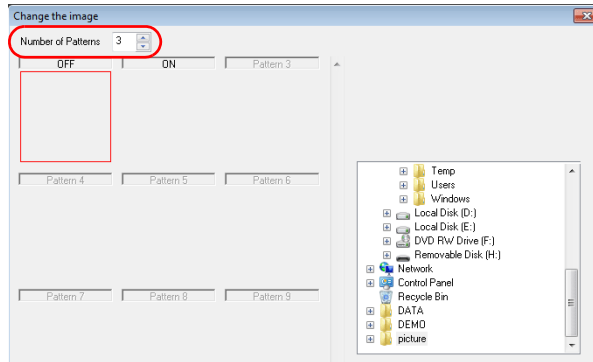 Change the image
Number of Patterns 3
OFF ON Pattern 3
Pattern 4 Pattern 5 Pattern 6
Pattern 7 Pattern 8 Pattern 9
Temp
Users
Windows
Local Disk (D:)
Local Disk (E:)
DVD RW Drive (F:)
Removable Disk (H:)
Network
Control Panel
Recycle Bin
DATA
DEMO
picture